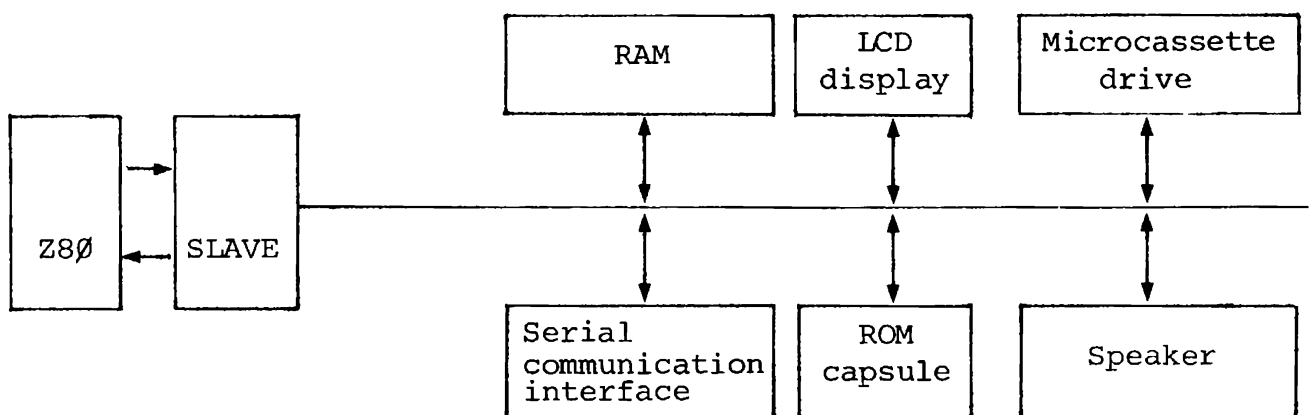 RAM
LCD
display
Microcassette
drive
Z8Ø
SLAVE
Serial
communication
interface
ROM
capsule
Speaker